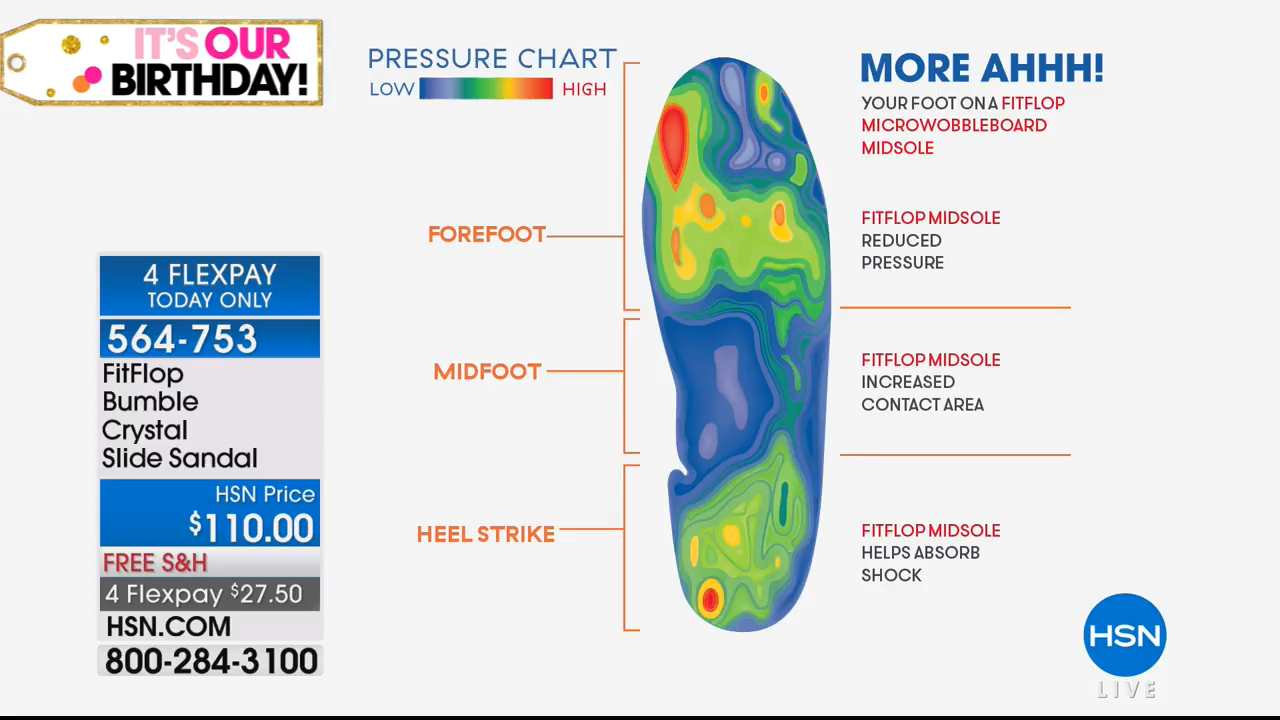 IT'S OUR
BIRTHDAY!
PRESSURE CHART
LOW HIGH
MORE AHHH!
YOUR FOOT ON A FITFLOP
MICROWOBBLEBOARD
MIDSOLE
FOREFOOT
FITFLOP MIDSOLE
REDUCED
PRESSURE
MIDFOOT
FITFLOP MIDSOLE
INCREASED
CONTACT AREA
HEEL STRIKE
FITFLOP MIDSOLE
HELPS ABSORB
SHOCK
4 FLEXPAY
TODAY ONLY
564-753
FitFlop
Bumble
Crystal
Slide Sandal
HSN Price
$110.00
FREE S&H
4 Flexpay $27.50
HSN.COM
800-284-3100
HSN
LIVE